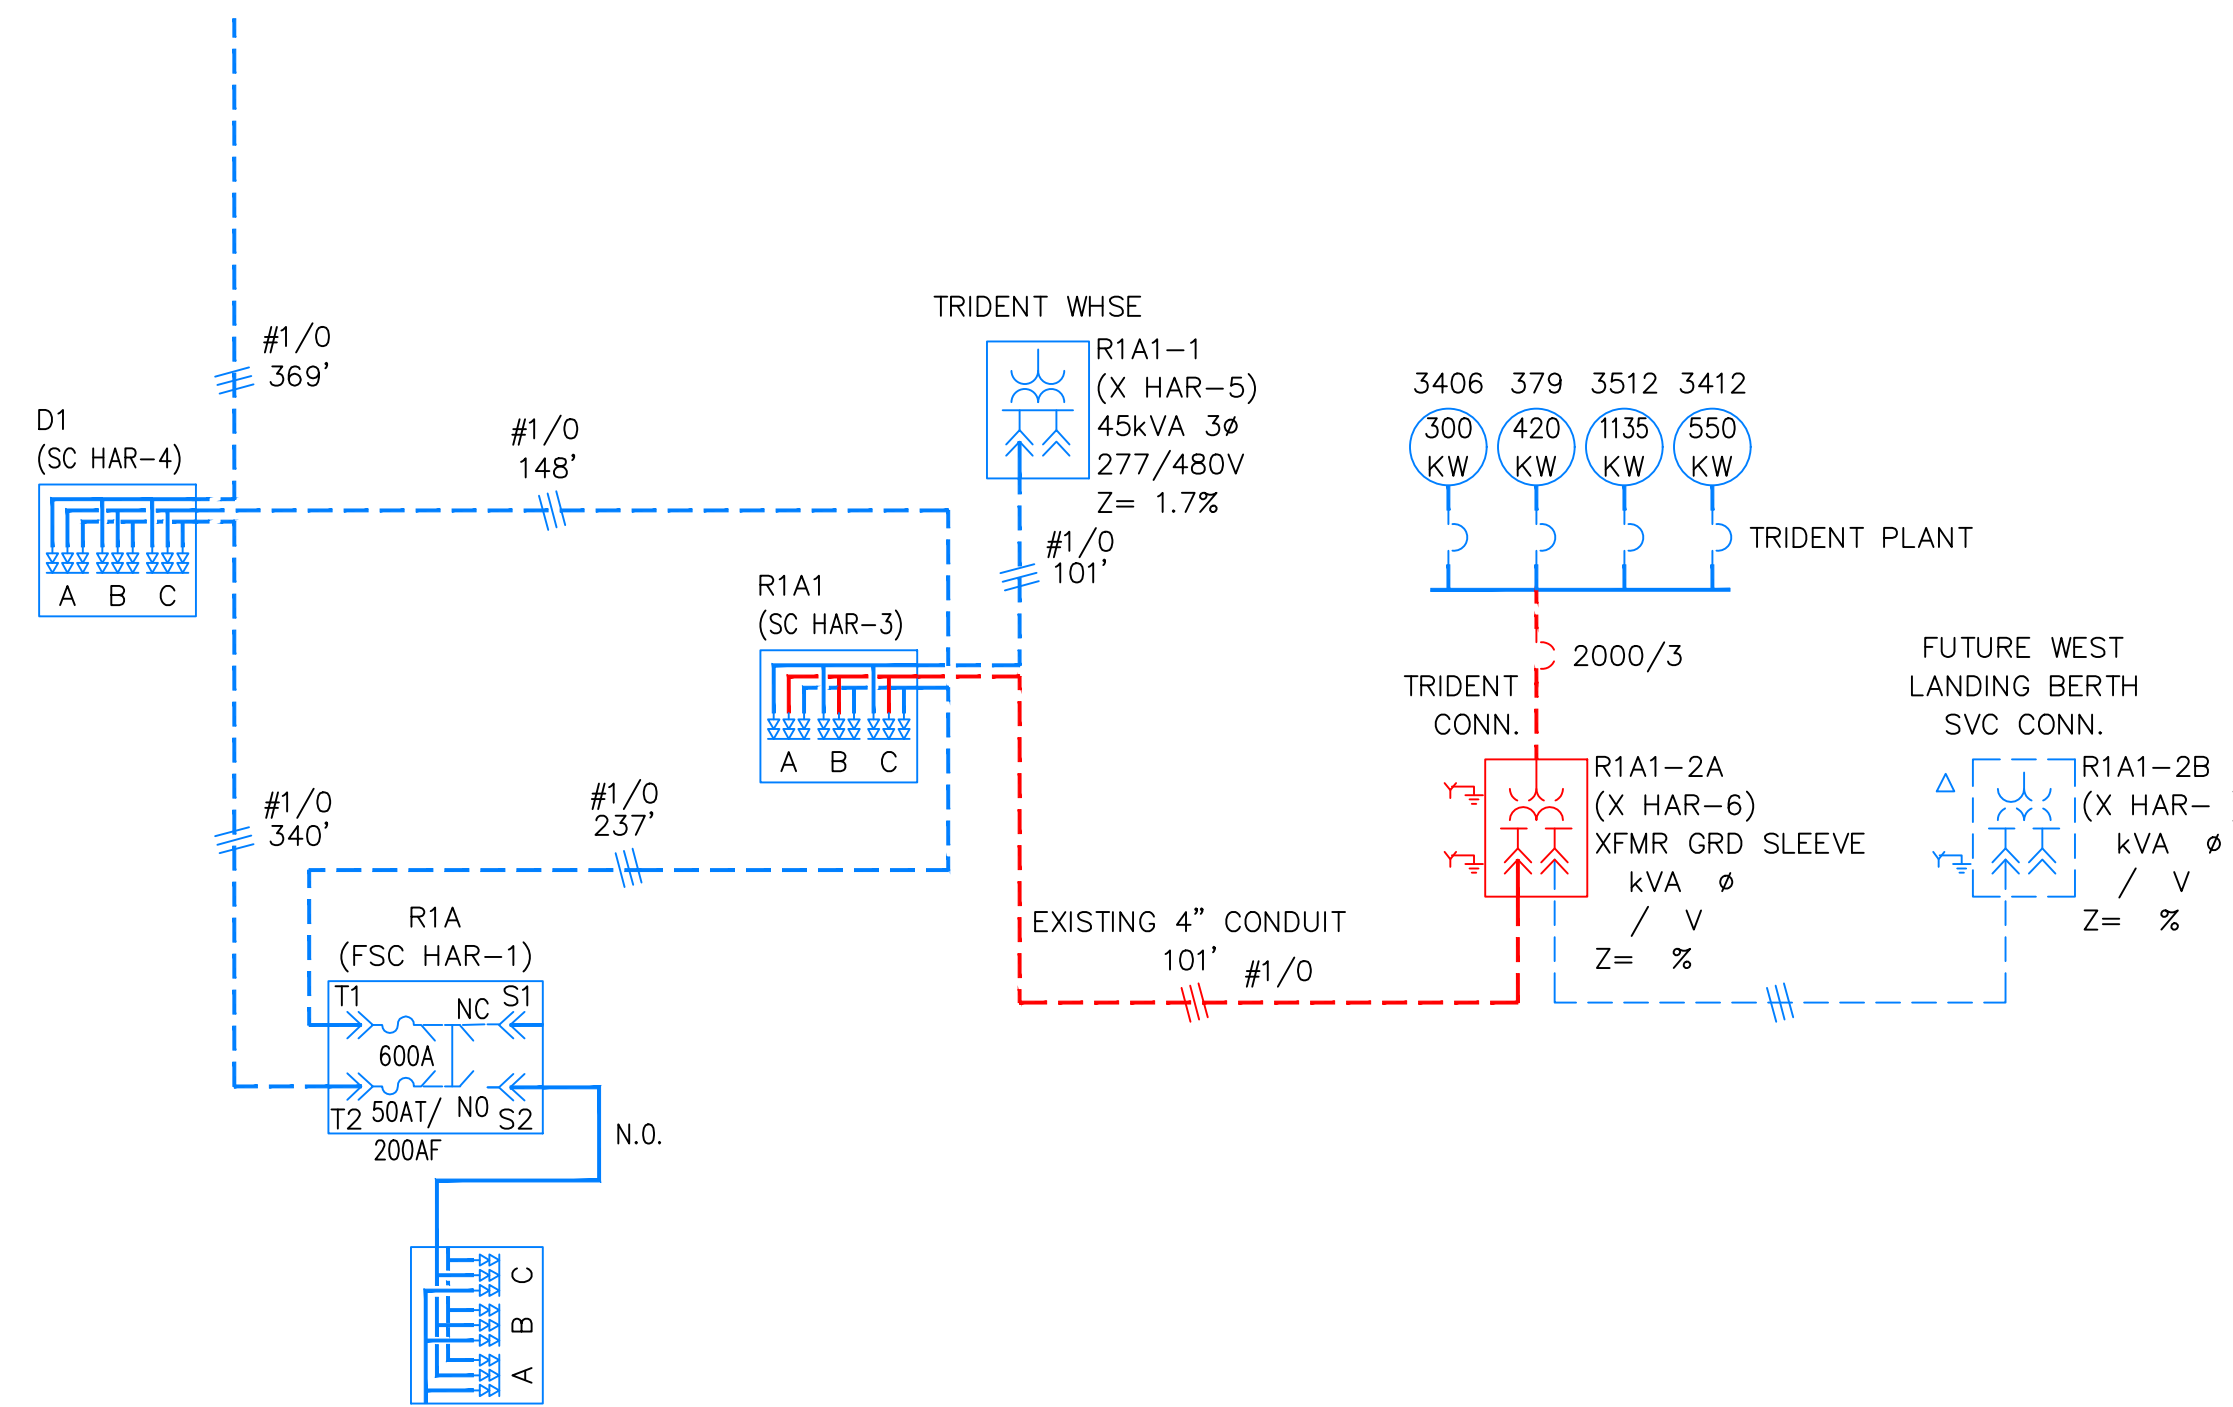 #1/0
369'
D1
(SC HAR-4)
A B C
#1/0
148'
TRIDENT WHSE
R1A1-1
(X HAR-5)
45kVA 3ø
277/480V
Z= 1.7%
#1/0
101'
R1A1
(SC HAR-3)
A B C
3406 379 3512 3412
300 KW
420 KW
1135 KW
550 KW
TRIDENT PLANT
2000/3
TRIDENT
CONN.
R1A1-2A
(X HAR-6)
XFMR GRD SLEEVE
kVA ø
/ V
Z= %
FUTURE WEST
LANDING BERTH
SVC CONN.
R1A1-2B
(X HAR-
kVA ø
/ V
Z= %
#1/0
340'
#1/0
237'
EXISTING 4" CONDUIT
101' #1/0
R1A
(FSC HAR-1)
T1 NC S1
600A
T2 50AT/ NO S2
200AF
N.O.
C
B
A